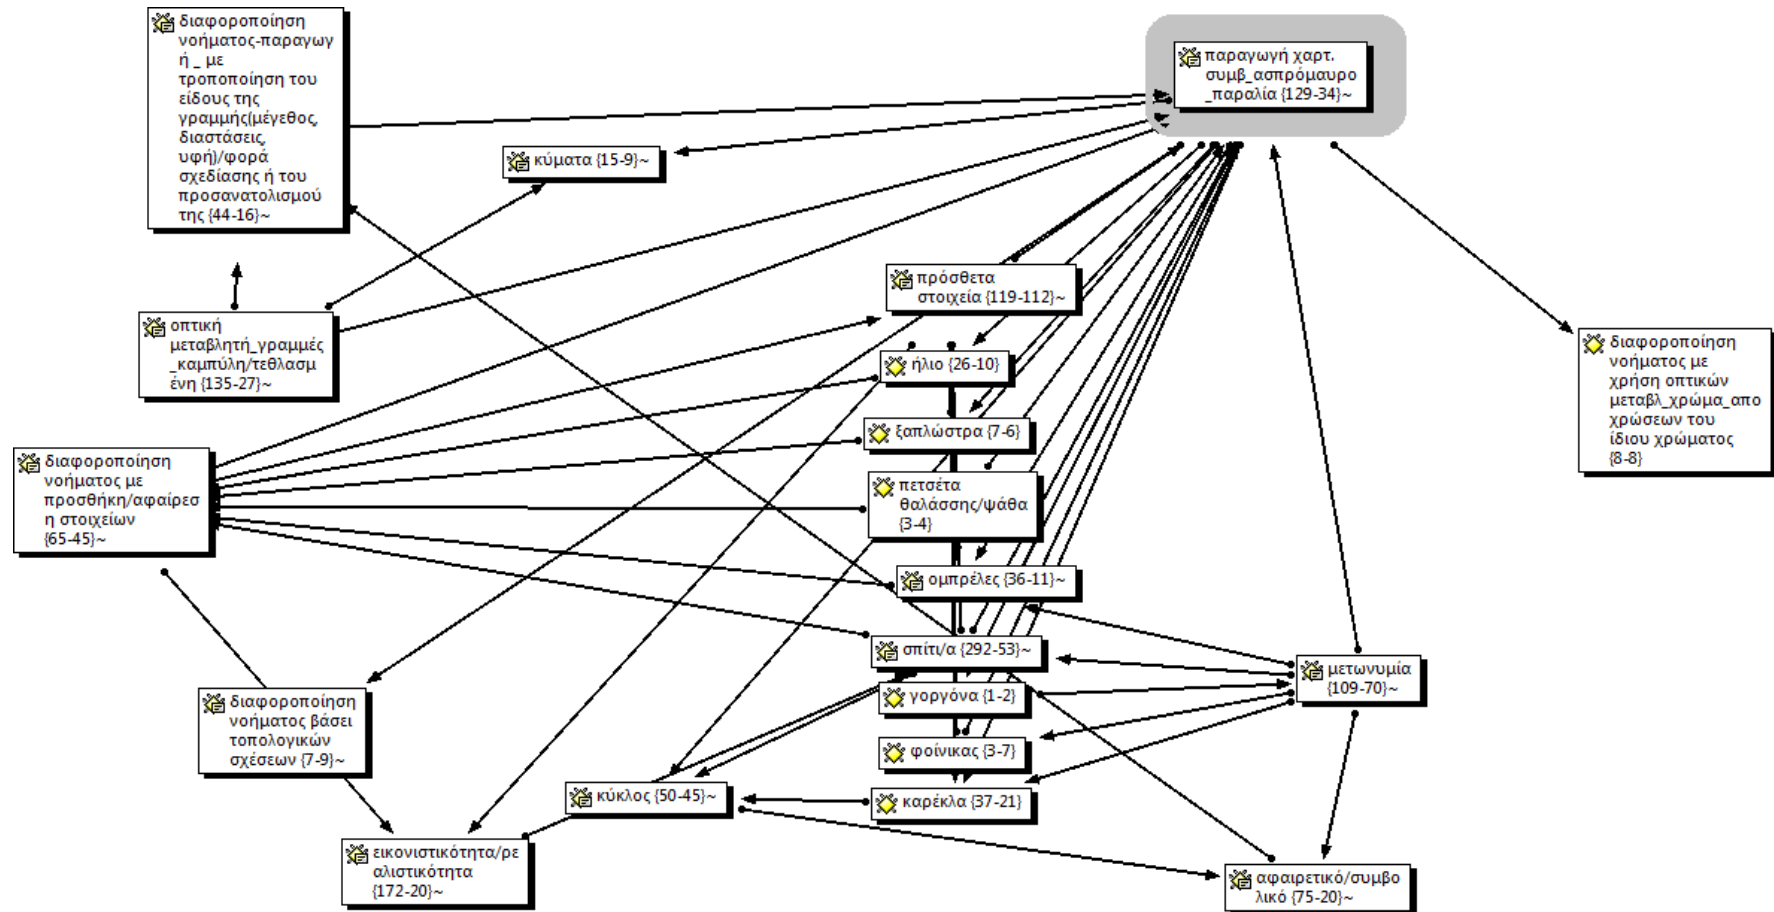 διαφοροποίηση
νοήματος-παραγωγ
ή _ με
τροποποίηση του
είδους της
γραμμής(μέγεθος,
διαστάσεις,
υφή)/φορά
σχεδίασης ή του
προσανατολισμού
της {44-16}~
παραγωγή χαρτ.
συμβ_ασπρόμαυρο
_παραλία {129-34}~
κύματα {15-9}~
πρόσθετα
στοιχεία {119-112}~
οπτική
μεταβλητή_γραμμές
_καμπύλη/τεθλασμ
ένη {135-27}~
ήλιο {26-10}
διαφοροποίηση
νοήματος με
χρήση οπτικών
μεταβλ_χρώμα_απο
χρώσεων του
ίδιου χρώματος
{8-8}
ξαπλώστρα {7-6}
διαφοροποίηση
νοήματος με
προσθήκη/αφαίρεσ
η στοιχείων
{65-45}~
πετσέτα
θαλάσσης/ψάθα
{3-4}
ομπρέλες {36-11}~
σπίτι/α {292-53}~
μετωνυμία
{109-70}~
γοργόνα {1-2}
διαφοροποίηση
νοήματος βάσει
τοπολογικών
σχέσεων {7-9}~
φοίνικας {3-7}
κύκλος {50-45}~
καρέκλα {37-21}
εικονιστικότητα/ρε
αλιστικότητα
{172-20}~
αφαιρετικό/συμβο
λικό {75-20}~